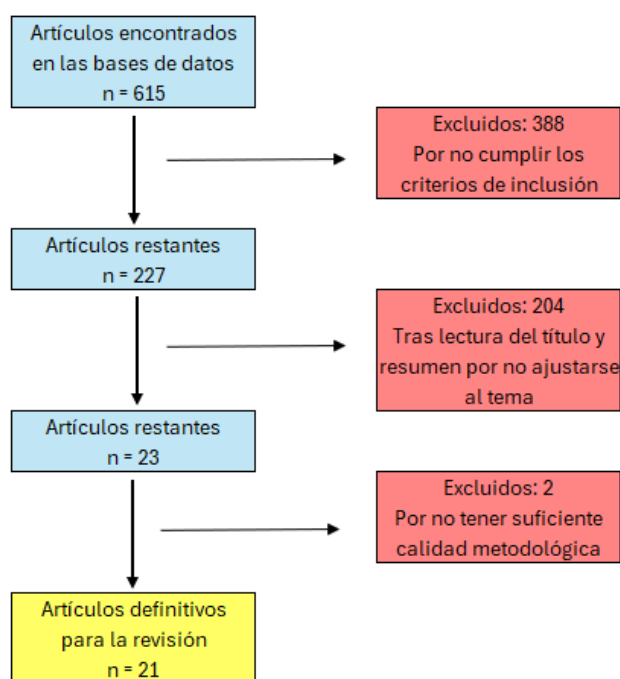 Artículos encontrados
en las bases de datos
n = 615
Excluidos: 388
Por no cumplir los
criterios de inclusión
Artículos restantes
n = 227
Excluidos: 204
Tras lectura del título y
resumen por no ajustarse
al tema
Artículos restantes
n = 23
Excluidos: 2
Por no tener suficiente
calidad metodológica
Artículos definitivos
para la revisión
n = 21